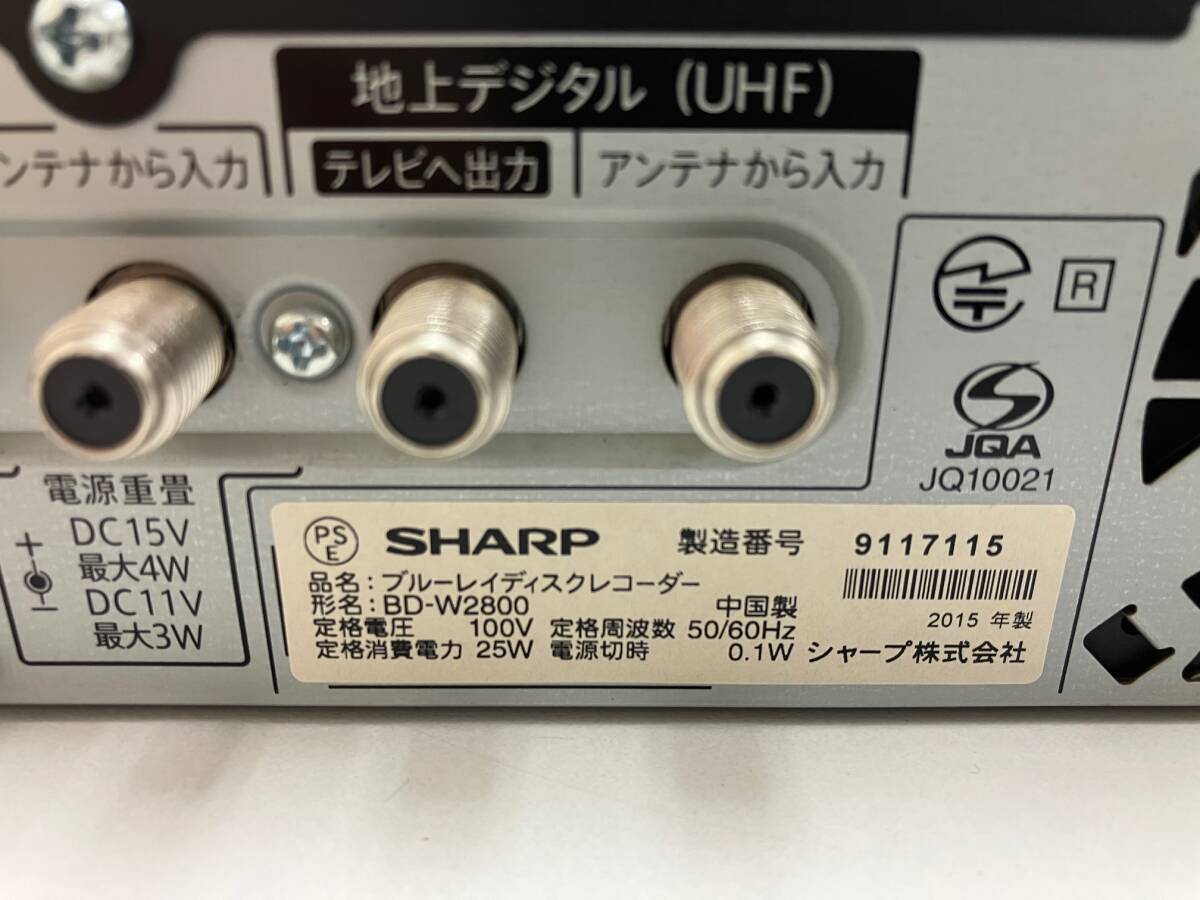 地上デジタル (UHF)
ンテナから入力
テレビへ出力
アンテナから入力
R
JQA
JQ10021
電源重畳
DC15V
最大4W
DC11V
最大3W
PS
E
SHARP 製造番号 9117115
品名：ブルーレイディスクレコーダー
形名：BD-W2800 中国製
2015 年製
定格電圧 100V 定格周波数 50/60Hz
定格消費電力 25W 電源切時 0.1W シャープ株式会社